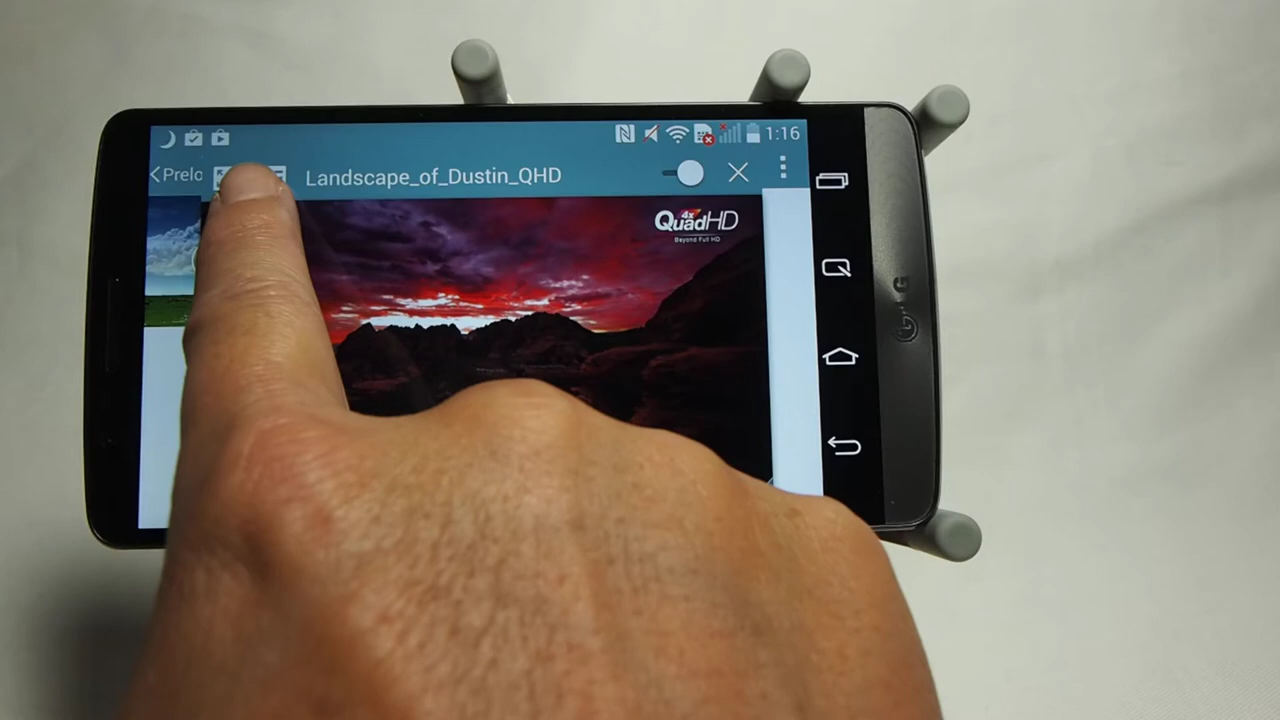 1:16
Prelo
Landscape_of_Dustin_QHD
4x
QuadHD
Beyond Full HD
LG